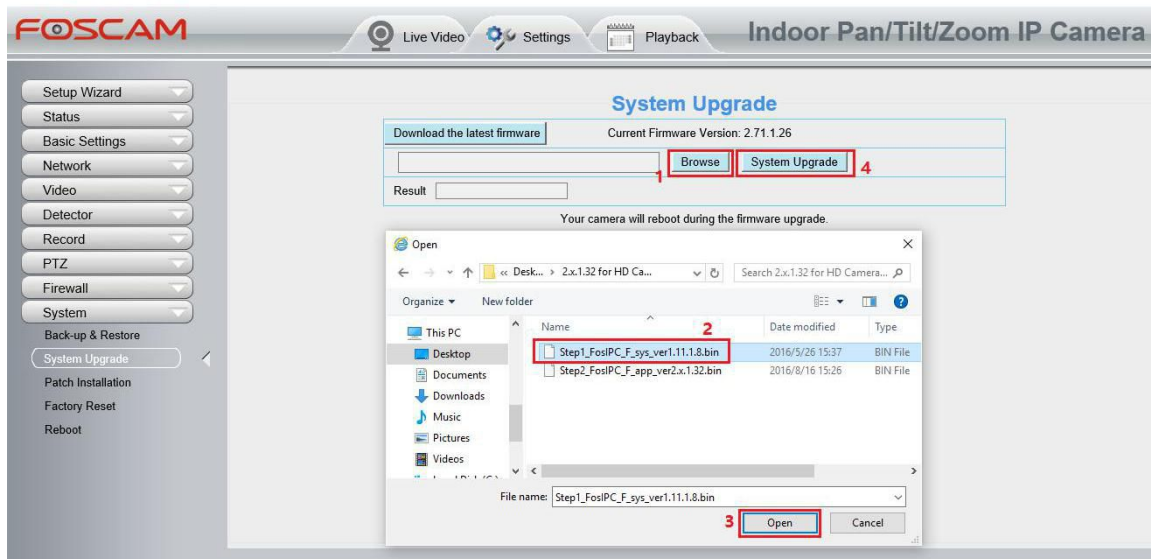 FOSCAM
Live Video
Settings
Playback
Indoor Pan/Tilt/Zoom IP Camera
Setup Wizard
Status
Basic Settings
Network
Video
Detector
Record
PTZ
Firewall
System
Back-up & Restore
System Upgrade
Patch Installation
Factory Reset
Reboot
System Upgrade
Download the latest firmware Current Firmware Version: 2.71.1.26
1 Browse System Upgrade 4
Result
Your camera will reboot during the firmware upgrade.
Open
« Desk... › 2.x.1.32 for HD Ca... Search 2.x.1.32 for HD Camera...
Organize New folder
This PC
Desktop
Documents
Downloads
Music
Pictures
Videos
Name 2 Date modified Type
Step1_FosIPC_F_sys_ver1.11.1.8.bin 2016/5/26 15:37 BIN File
Step2_FosIPC_F_app_ver2.x.1.32.bin 2016/8/16 15:26 BIN File
File name: Step1_FosIPC_F_sys_ver1.11.1.8.bin
3 Open Cancel